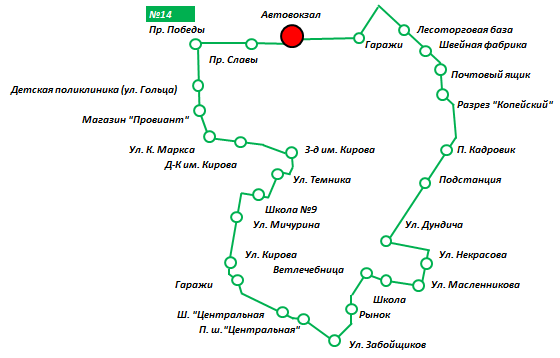 №14
Автовокзал
Пр. Победы
Пр. Славы
Гаражи
Лесоторговая база
Швейная фабрика
Почтовый ящик
Разрез "Копейский"
Детская поликлиника (ул. Гольца)
Магазин "Провиант"
Ул. К. Маркса
Д-К им. Кирова
З-д им. Кирова
П. Кадровик
Ул. Темника
Подстанция
Школа №9
Ул. Мичурина
Ул. Дундича
Ул. Кирова
Ул. Некрасова
Ветлечебница
Гаражи
Ул. Масленникова
Школа
Ш. "Центральная
Рынок
П. ш."Центральная"
Ул. Забойщиков